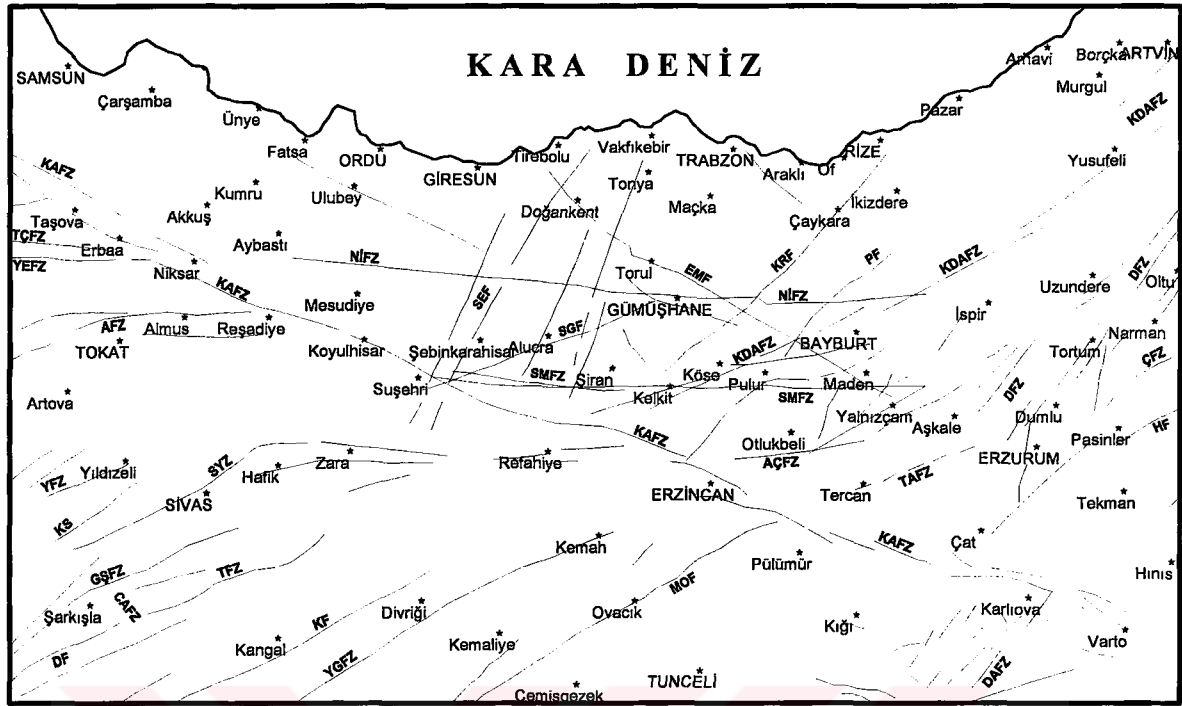 KARA DENİZ
SAMSUN
Çarşamba
Ünye
Fatsa
ORDU
GİRESUN
Tirebolu
Vakfıkebir
TRABZON
Araklı
Of
RİZE
Pazar
Arhavi
Borçka
ARTVİN
Murgul
KDAFZ
Yusufeli
KAFZ
Kumru
Ulubey
Tonya
Doğankent
Maçka
Çaykara
İkizdere
Taşova
Akkuş
Erbaa
Aybastı
TÇFZ
YEFZ
Niksar
NİFZ
KAFZ
Mesudiye
SEF
Torul
EMF
KRF
PF
KDAFZ
NİFZ
GÜMÜŞHANE
İspir
Uzundere
DFZ
Oltu
AFZ
Almus
Reşadiye
TOKAT
Koyulhisar
Şebinkarahisar
Alucra
SGF
KDAFZ
BAYBURT
Tortum
Narman
ÇFZ
Suşehri
SMFZ
Şiran
Kelkit
Köse
Pulur
Maden
SMFZ
DFZ
Artova
Yalnızçam
Aşkale
Dumlu
Pasinler
HF
KAFZ
Otlukbeli
AÇFZ
ERZURUM
YFZ
Yıldızeli
SYZ
Hafik
Zara
Refahiye
SİVAS
ERZİNCAN
Tercan
TAFZ
Tekman
KS
Kemah
KAFZ
Çat
GŞFZ
TFZ
Pülümür
Hınıs
Şarkışla
ÇAFZ
KF
Divriği
Ovacık
MOF
Kığı
Karlıova
Varto
DF
Kangal
YGFZ
Kemaliye
TUNCELİ
DAFZ
Çemişgezek